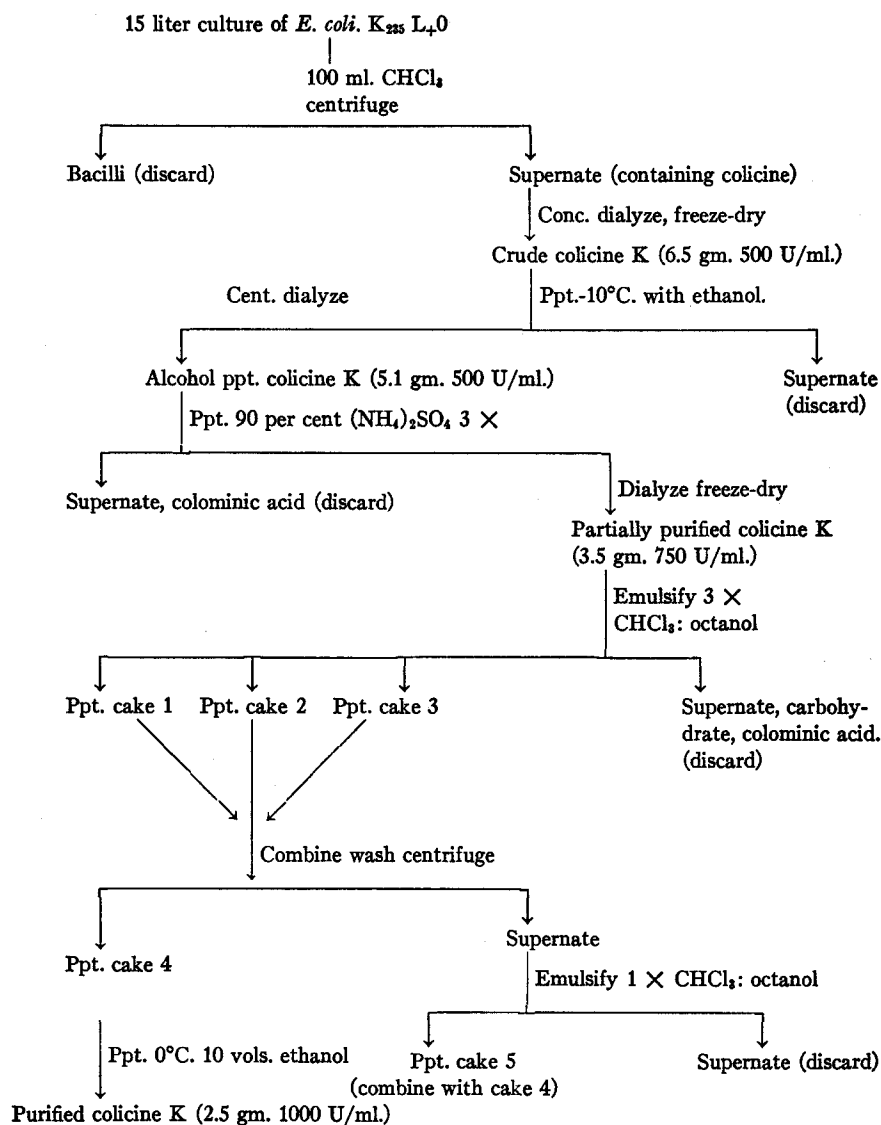 15 liter culture of E. coli. K₂₃₅ L₊O
100 ml. CHCl₃
centrifuge
Bacilli (discard)
Supernate (containing colicine)
Conc. dialyze, freeze-dry
Crude colicine K (6.5 gm. 500 U/ml.)
Cent. dialyze
Ppt.-10°C. with ethanol.
Alcohol ppt. colicine K (5.1 gm. 500 U/ml.)
Supernate
(discard)
Ppt. 90 per cent (NH₄)₂SO₄ 3 ×
Supernate, colominic acid (discard)
Dialyze freeze-dry
Partially purified colicine K
(3.5 gm. 750 U/ml.)
Emulsify 3 ×
CHCl₃: octanol
Ppt. cake 1
Ppt. cake 2
Ppt. cake 3
Supernate, carbohy-
drate, colominic acid.
(discard)
Combine wash centrifuge
Ppt. cake 4
Supernate
Emulsify 1 × CHCl₃: octanol
Ppt. 0°C. 10 vols. ethanol
Ppt. cake 5
(combine with cake 4)
Supernate (discard)
Purified colicine K (2.5 gm. 1000 U/ml.)